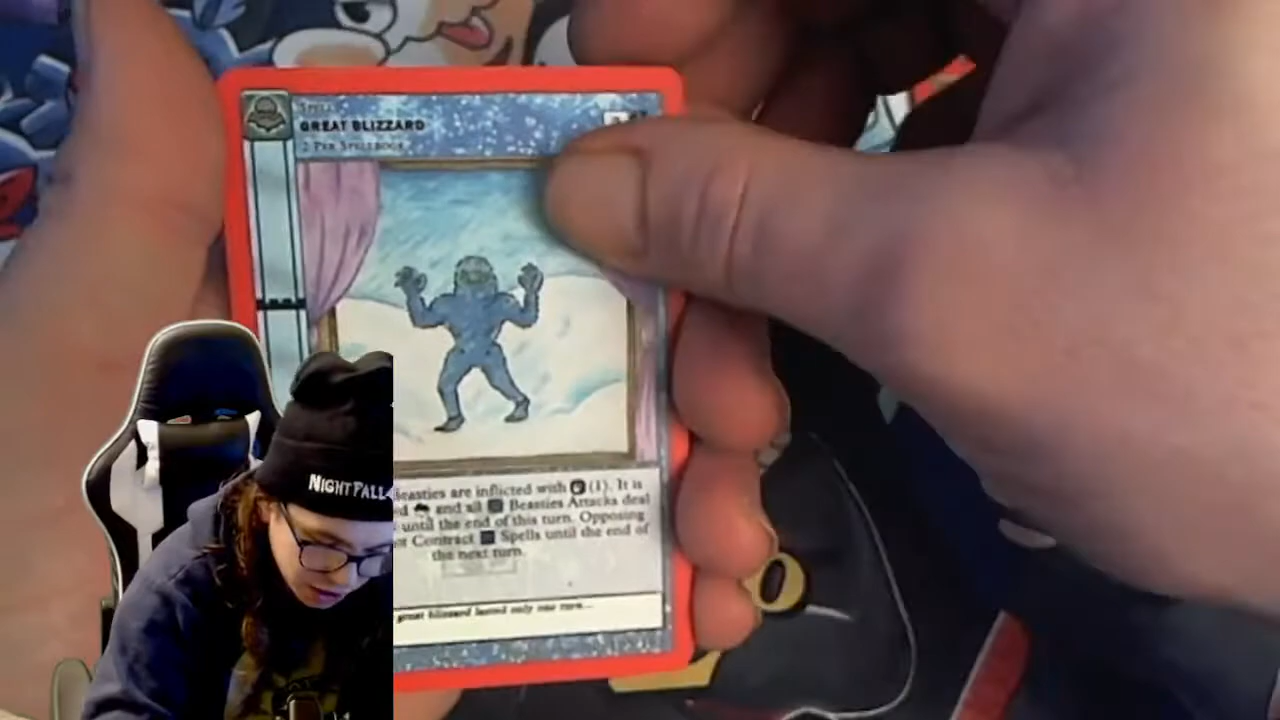 SPELL
GREAT BLIZZARD
2 PER SPELLBOOK
Beasties are inflicted with (1). It is
and all Beasties Attacks deal
until the end of this turn. Opposing
Contract Spells until the end of
the next turn.
great blizzard lasted only one turn...
NIGHTFALL